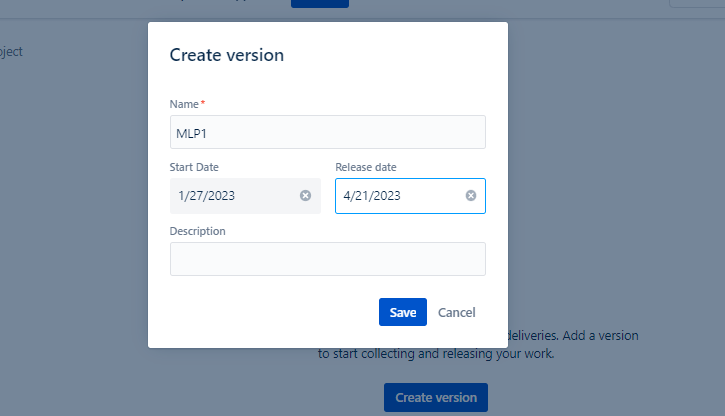 oject
Create version
Name*
MLP1
Start Date Release date
1/27/2023 4/21/2023
Description
Save Cancel
deliveries. Add a version
to start collecting and releasing your work.
Create version